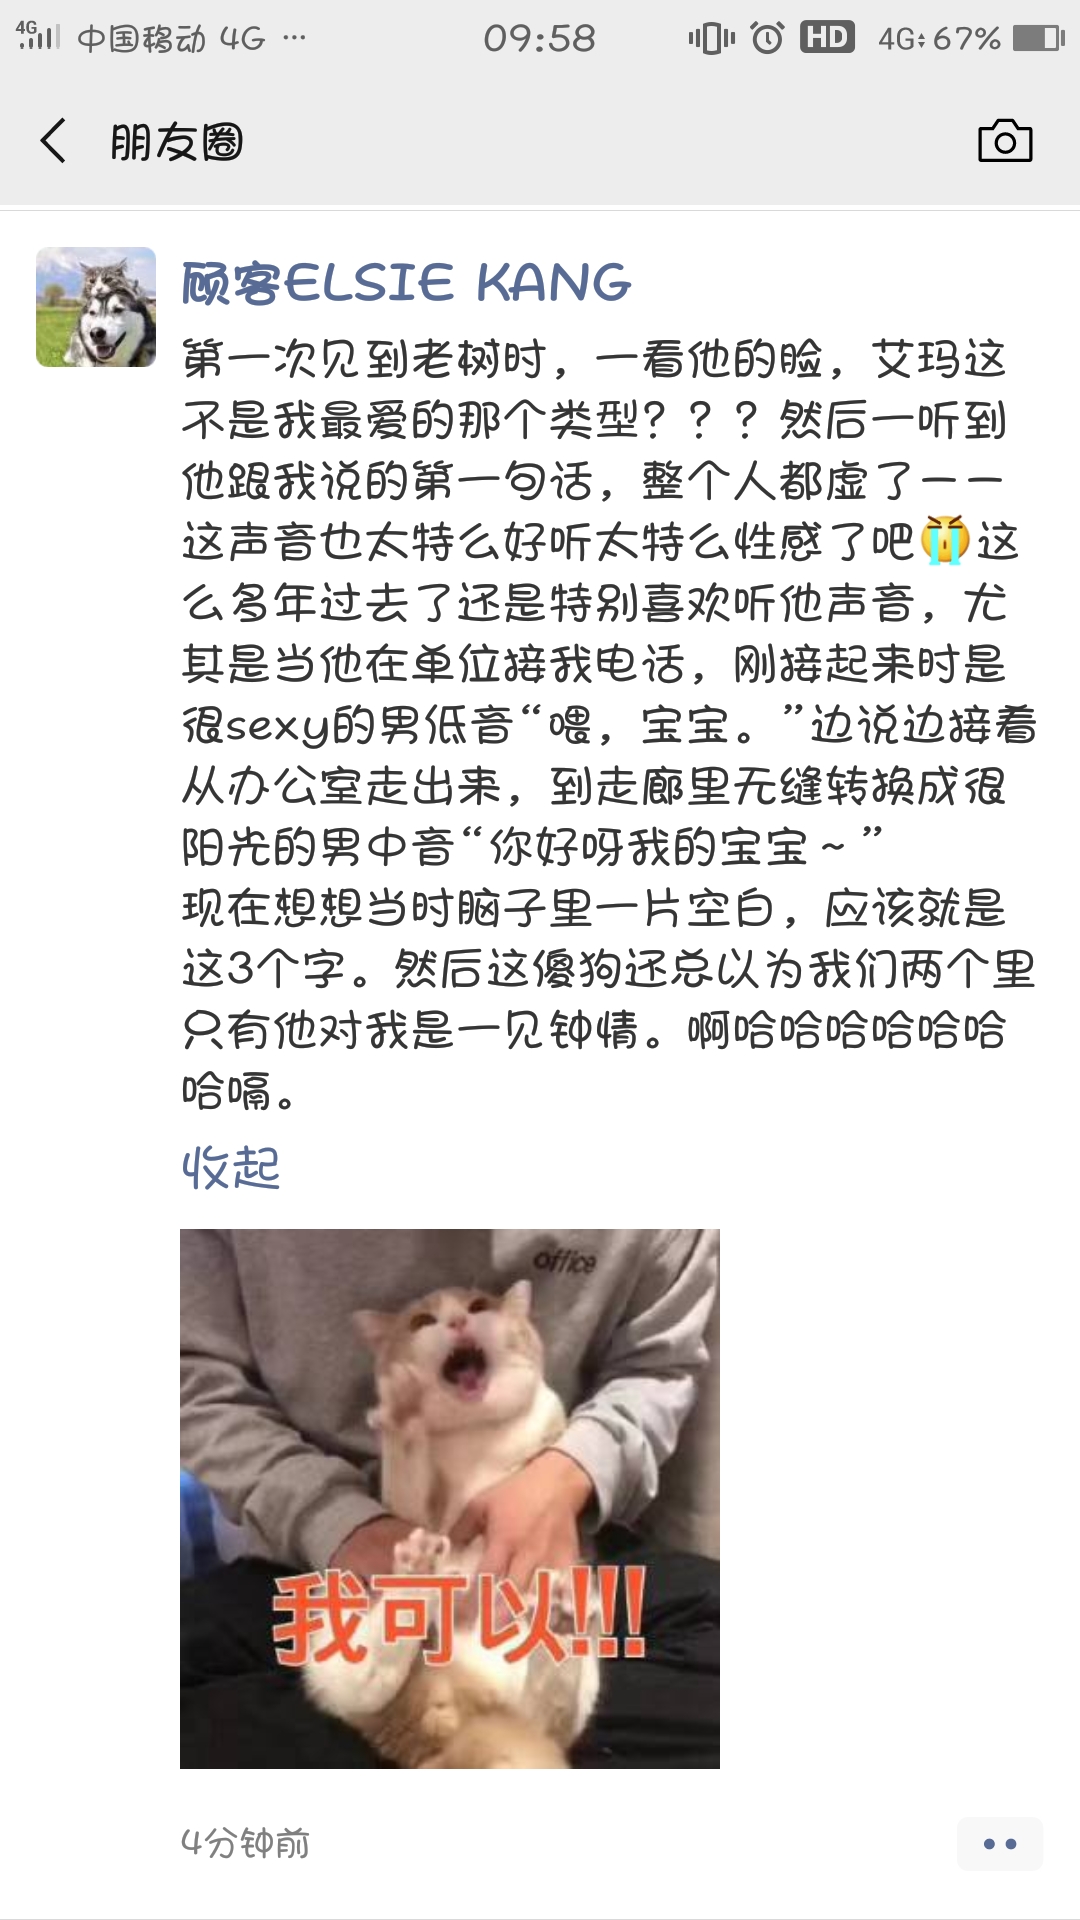 4G 中国移动 4G ··· 09:58 HD 4G 67%
朋友圈
顾客ELSIE KANG
第一次见到老树时，一看他的脸，艾玛这
不是我最爱的那个类型？？？然后一听到
他跟我说的第一句话，整个人都虚了——
这声音也太特么好听太特么性感了吧😭这
么多年过去了还是特别喜欢听他声音，尤
其是当他在单位接我电话，刚接起来时是
很sexy的男低音“喂，宝宝。”边说边接着
从办公室走出来，到走廊里无缝转换成很
阳光的男中音“你好呀我的宝宝～”
现在想想当时脑子里一片空白，应该就是
这3个字。然后这傻狗还总以为我们两个里
只有他对我是一见钟情。啊哈哈哈哈哈哈
哈嗝。
收起
office
我可以!!!
4分钟前